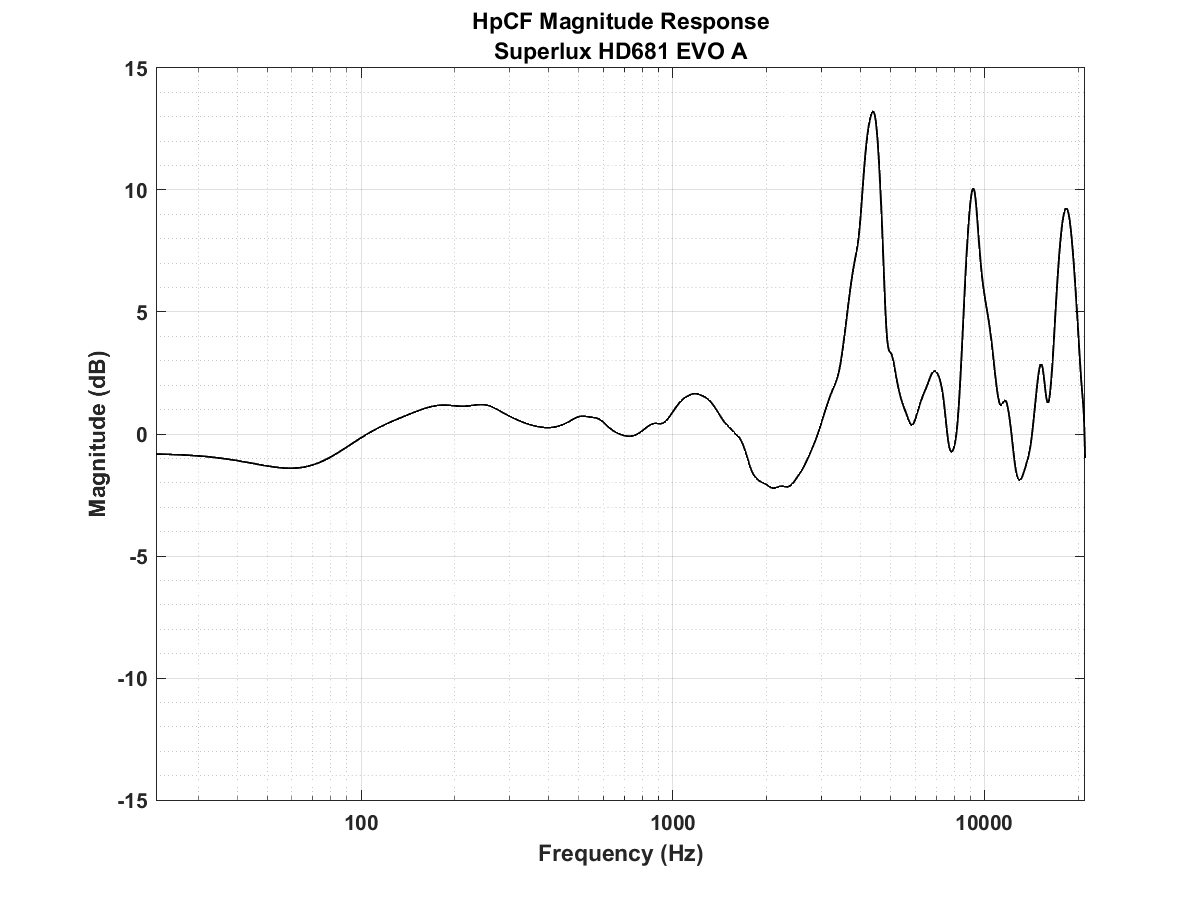 HpCF Magnitude Response
Superlux HD681 EVO A
15
10
5
0
-5
-10
-15
Magnitude (dB)
100
1000
10000
Frequency (Hz)